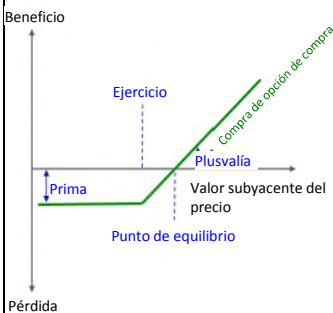 Beneficio
Ejercicio
Compra de opción de compra
Plusvalía
Prima
Valor subyacente del
precio
Punto de equilibrio
Pérdida